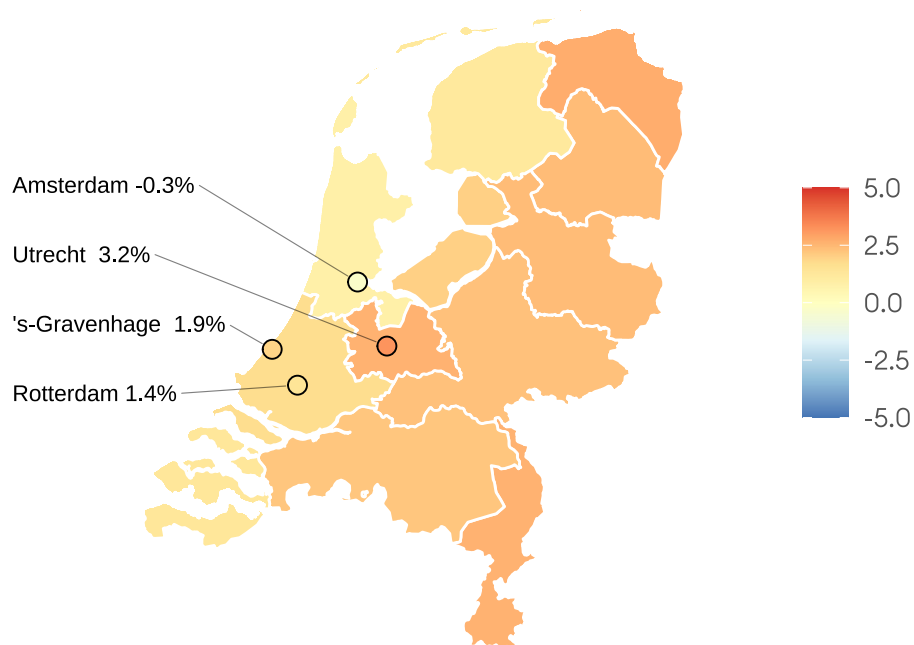 Amsterdam -0.3%
Utrecht 3.2%
's-Gravenhage 1.9%
Rotterdam 1.4%
5.0
2.5
0.0
-2.5
-5.0